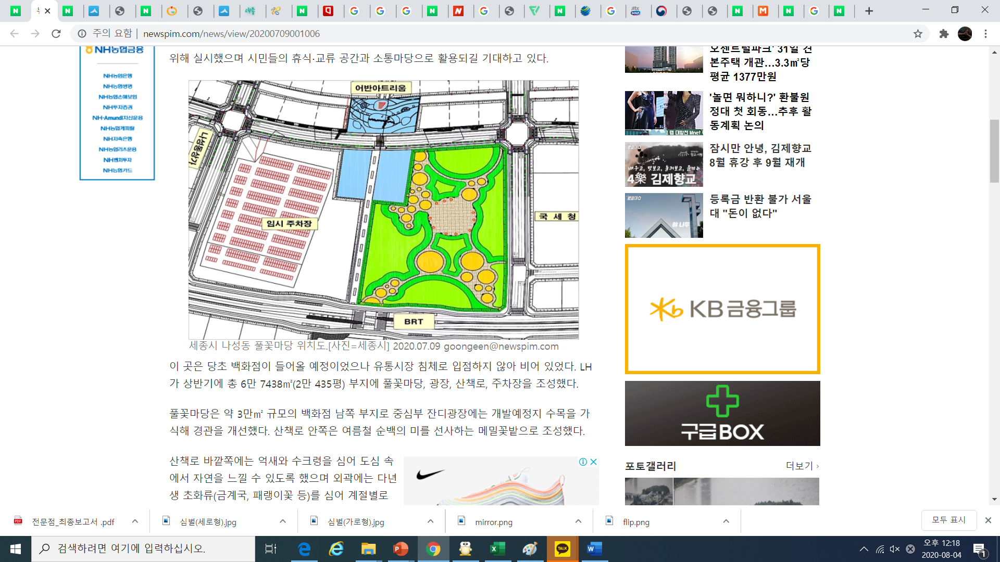 주의 요함
newspim.com/news/view/20200709001006
NH농협금융
NH농협은행
NH농협생명
NH농협손해보험
NH투자증권
NH-Amundi자산운용
NH농협캐피탈
NH저축은행
NH농협리츠운용
NH벤처투자
NH농협카드
위해 실시했으며 시민들의 휴식·교류 공간과 소통마당으로 활용되길 기대하고 있다.
어반아트리움
나성동상가
임시 주차장
국 세 청
BRT
세종시 나성동 풀꽃마당 위치도.[사진=세종시] 2020.07.09 goongeen@newspim.com
이 곳은 당초 백화점이 들어올 예정이었으나 유통시장 침체로 입점하지 않아 비어 있었다. LH
가 상반기에 총 6만 7438㎡(2만 435평) 부지에 풀꽃마당, 광장, 산책로, 주차장을 조성했다.
풀꽃마당은 약 3만㎡ 규모의 백화점 남쪽 부지로 중심부 잔디광장에는 개발예정지 수목을 가
식해 경관을 개선했다. 산책로 안쪽은 여름철 순백의 미를 선사하는 메밀꽃밭으로 조성했다.
산책로 바깥쪽에는 억새와 수크령을 심어 도심 속
에서 자연을 느낄 수 있도록 했으며 외곽에는 다년
생 초화류(금계국, 패랭이꽃 등)를 심어 계절별로
오센트럴파크' 31일 견
본주택 개관...3.3㎡당
평균 1377만원
'놀면 뭐하니?' 환불원
정대 첫 회동...추후 활
동계획 논의
잠시만 안녕, 김제향교
8월 휴강 후 9월 재개
배우고, 맛보고, 둘러보고, 즐기는
4樂 김제향교
등록금 반환 불가 서울
대 "돈이 없다"
야 나두
KB금융그룹
구급BOX
포토갤러리
더보기 ›
전문점_최종보고서 .pdf
심벌(세로형).jpg
심벌(가로형).jpg
mirror.png
flip.png
모두 표시
검색하려면 여기에 입력하십시오.
TALK
오후 12:18
2020-08-04
1